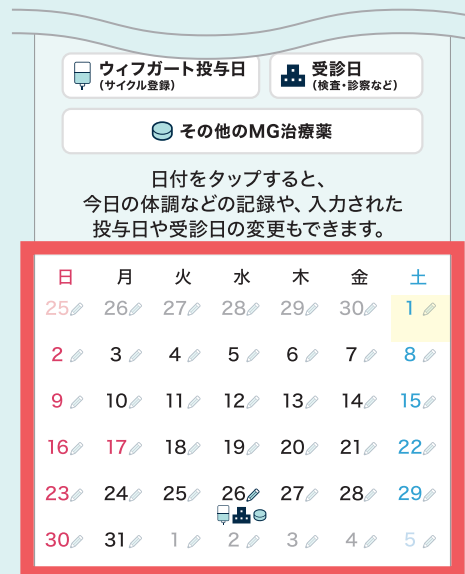 ウィフガート投与日
(サイクル登録)
受診日
(検査・診察など)
その他のMG治療薬
日付をタップすると、
今日の体調などの記録や、入力された
投与日や受診日の変更もできます。
日 月 火 水 木 金 土
25 26 27 28 29 30 1
2 3 4 5 6 7 8
9 10 11 12 13 14 15
16 17 18 19 20 21 22
23 24 25 26 27 28 29
30 31 1 2 3 4 5